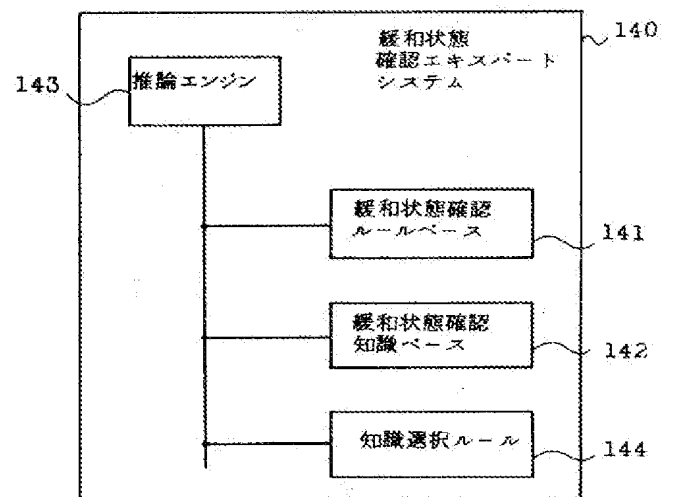 緩和状態
確認エキスパート
システム
140
143
推論エンジン
緩和状態確認
ルールベース
141
緩和状態確認
知識ベース
142
知識選択ルール
144